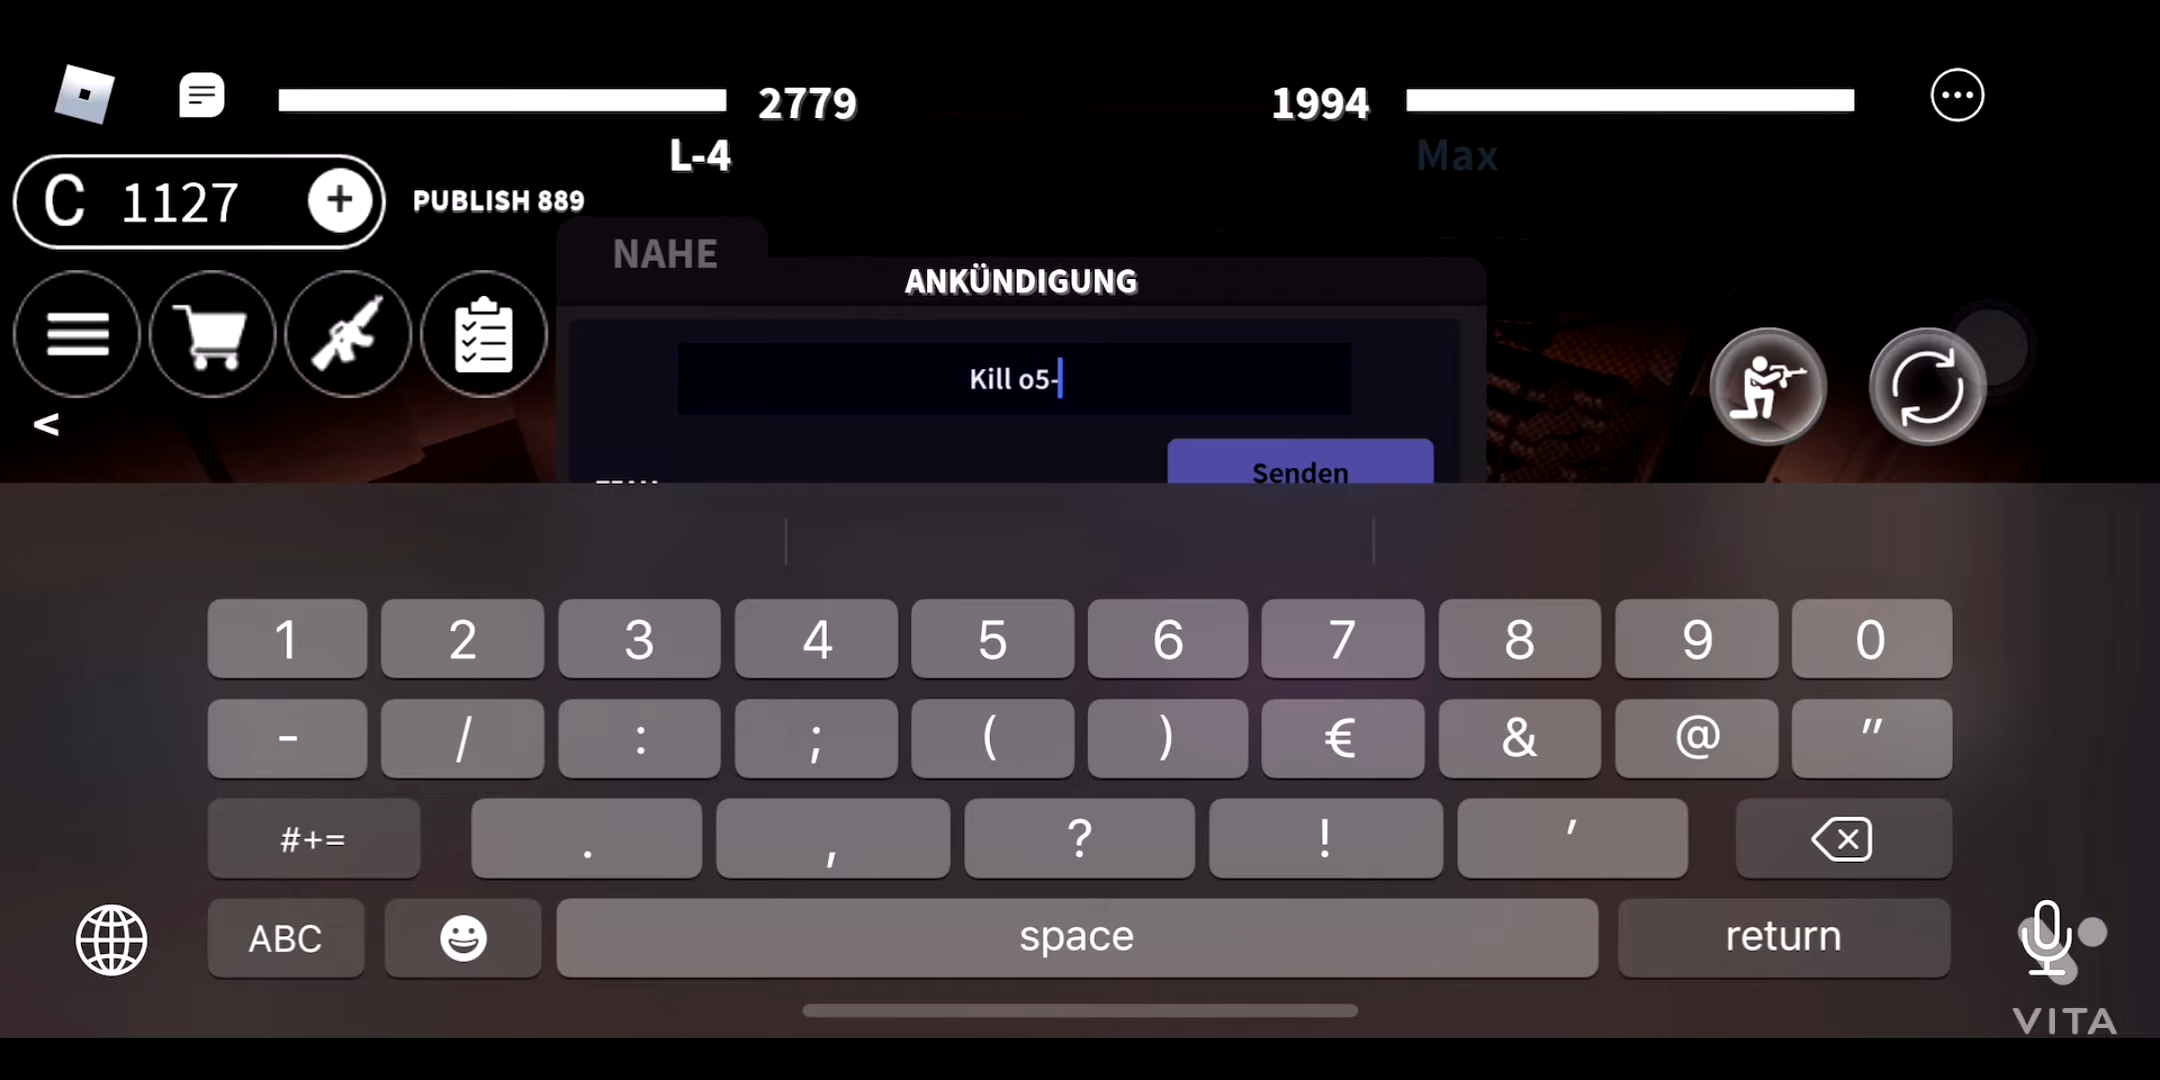 2779
1994
L-4
Max
C 1127 +
PUBLISH 889
NAHE
ANKÜNDIGUNG
Kill o5-
<
Senden
TEAM
1 2 3 4 5 6 7 8 9 0
- / : ; ( ) € & @ "
#+= . , ? ! '
ABC space return
VITA